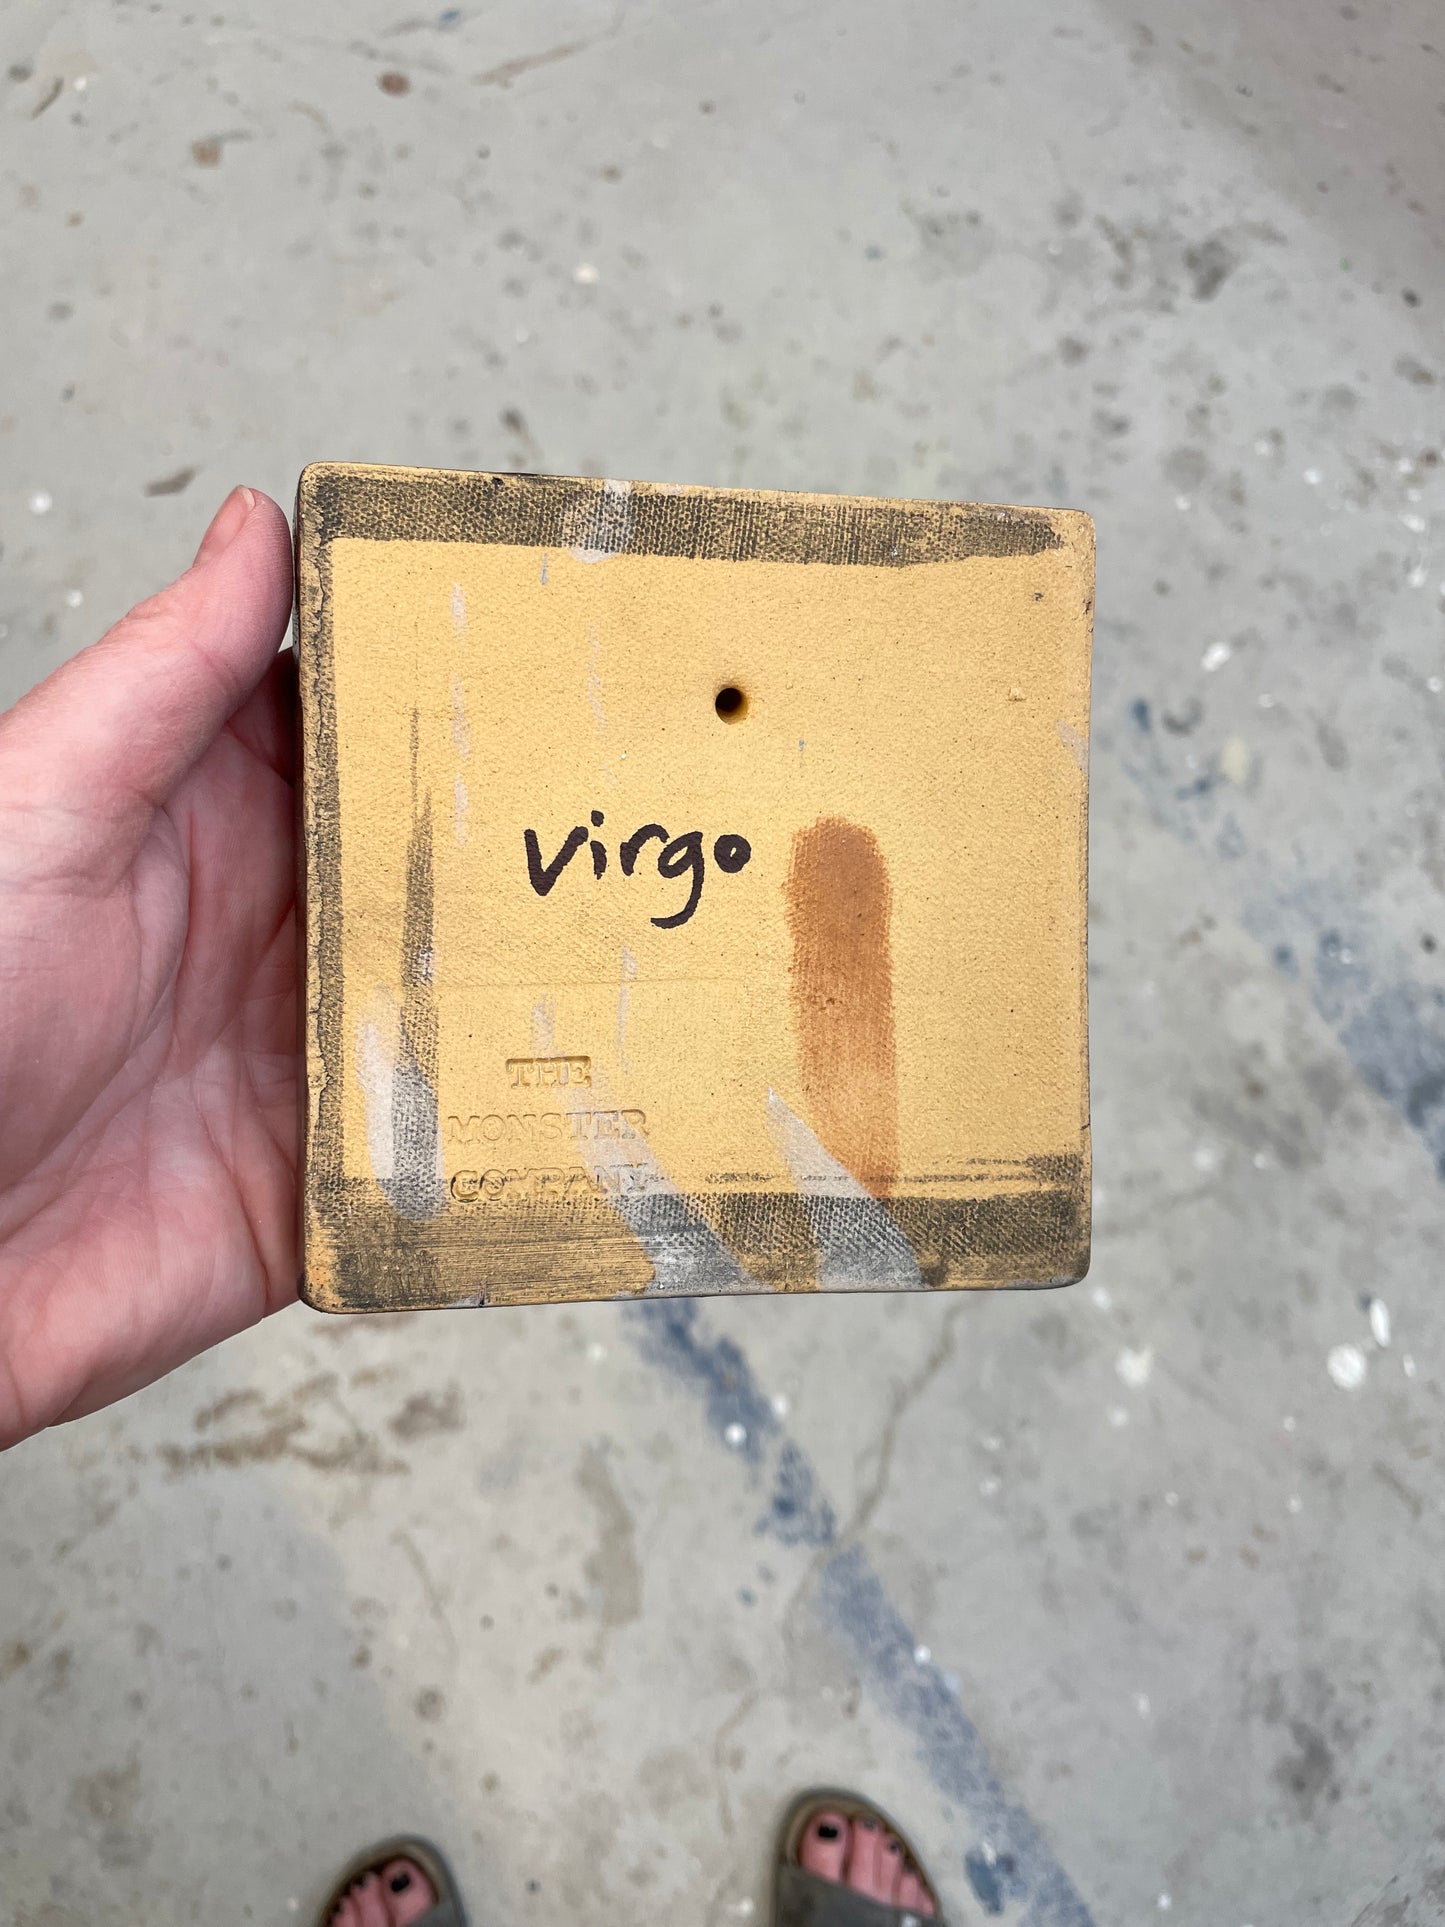 virgo
THE
MONSTER
COMPANY